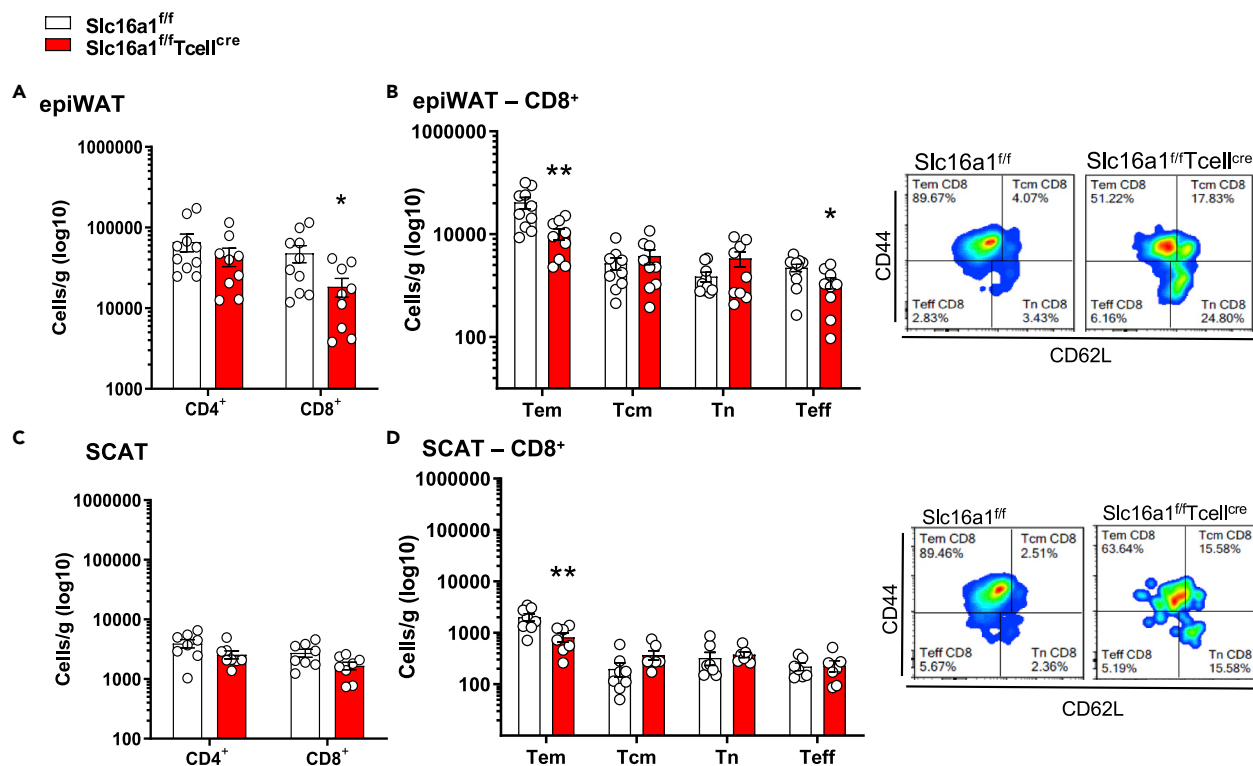 Slc16a1f/f
Slc16a1f/fTcellcre
A epiWAT
Cells/g (log10)
1000000
100000
10000
1000
CD4+ CD8+
*
B epiWAT – CD8+
Cells/g (log10)
1000000
10000
100
** *
Tem Tcm Tn Teff
Slc16a1f/f Slc16a1f/fTcellcre
CD44
Tem CD8 Tcm CD8
89.67% 4.07%
Teff CD8 Tn CD8
2.83% 3.43%
Tem CD8 Tcm CD8
51.22% 17.83%
Teff CD8 Tn CD8
6.16% 24.80%
CD62L
C SCAT
Cells/g (log10)
1000000
100000
10000
1000
100
CD4+ CD8+
D SCAT – CD8+
Cells/g (log10)
1000000
100000
10000
1000
100
**
Tem Tcm Tn Teff
Slc16a1f/f Slc16a1f/fTcellcre
CD44
Tem CD8 Tcm CD8
89.46% 2.51%
Teff CD8 Tn CD8
5.67% 2.36%
Tem CD8 Tcm CD8
63.64% 15.58%
Teff CD8 Tn CD8
5.19% 15.58%
CD62L